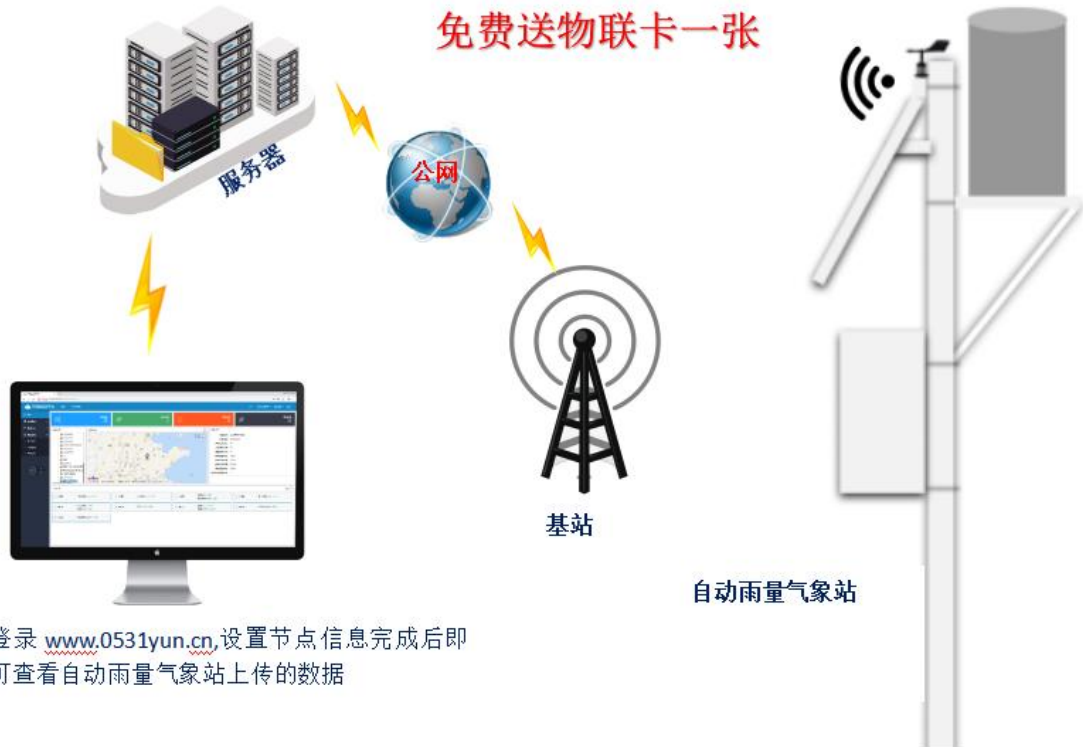 免费送物联卡一张
服务器
公网
基站
自动雨量气象站
登录 www.0531yun.cn,设置节点信息完成后即
可查看自动雨量气象站上传的数据